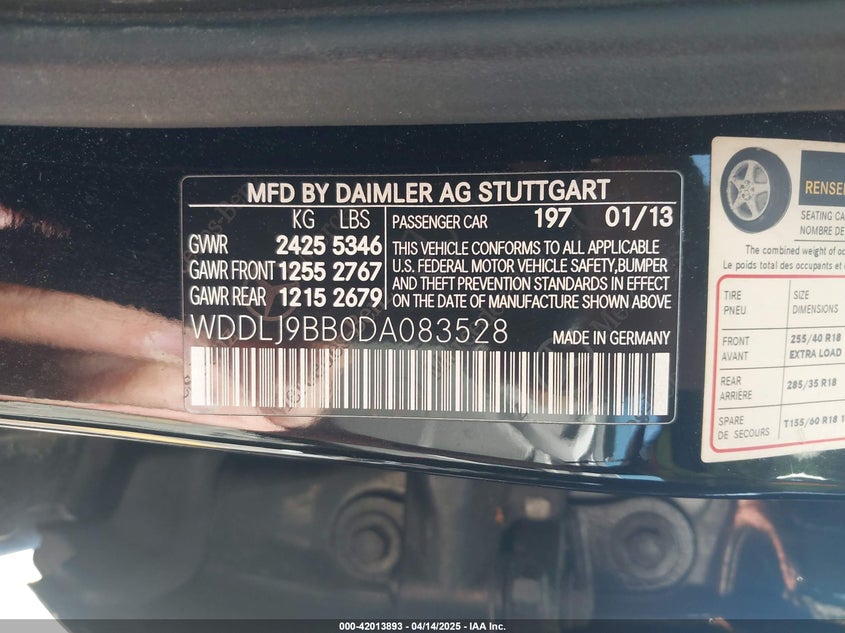 MFD BY DAIMLER AG STUTTGART
KG LBS
GVWR 2425 5346
GAWR FRONT 1255 2767
GAWR REAR 1215 2679
PASSENGER CAR 197 01/13
THIS VEHICLE CONFORMS TO ALL APPLICABLE
U.S. FEDERAL MOTOR VEHICLE SAFETY,BUMPER
AND THEFT PREVENTION STANDARDS IN EFFECT
ON THE DATE OF MANUFACTURE SHOWN ABOVE
WDDLJ9BB0DA083528 MADE IN GERMANY
SEATING
NOMBRE DE
The combined weight of
Le poids total des occupants et
TIRE SIZE
PNEU DIMENSIONS
FRONT 255/40 R18
AVANT EXTRA LOAD
REAR 285/35 R18
ARRIÈRE
SPARE T155/60 R18
DE SECOURS
000-42013893 - 04/14/2025 - IAA Inc.